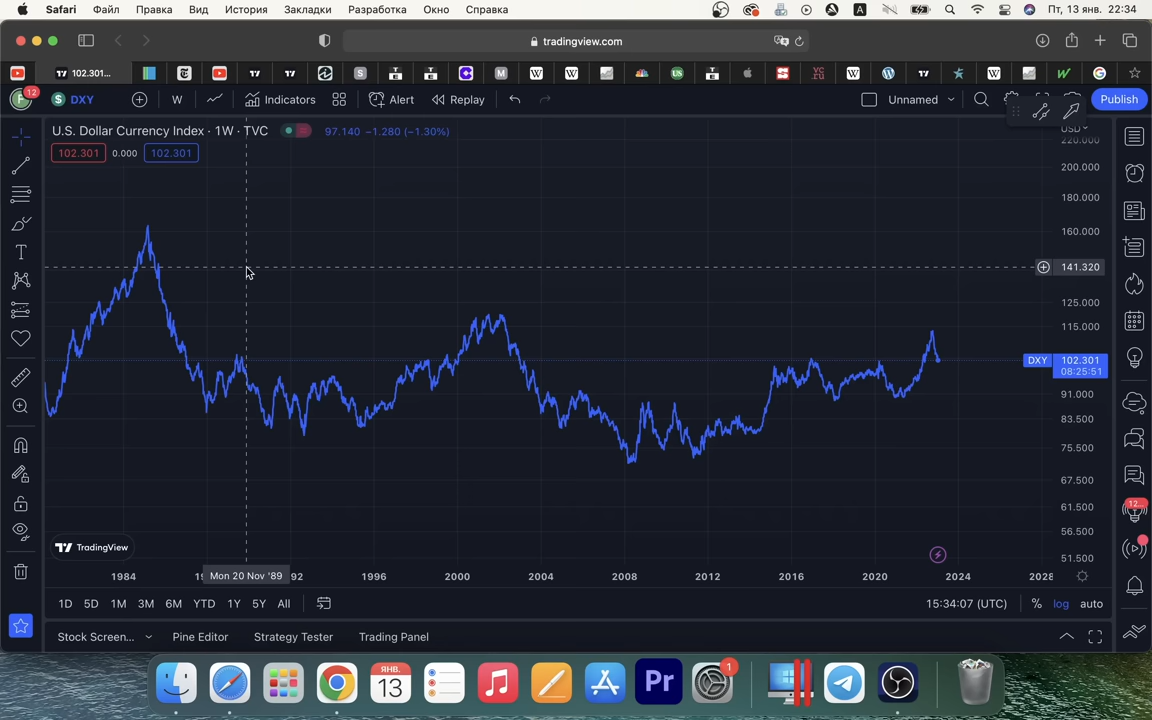 Safari Файл Правка Вид История Закладки Разработка Окно Справка A Пт, 13 янв. 22:34
tradingview.com
102.301...
12 DXY W Indicators Alert Replay Unnamed Publish
U.S. Dollar Currency Index · 1W · TVC 97.140 −1.280 (−1.30%)
USD
102.301 0.000 102.301
220.000
200.000
180.000
160.000
141.320
125.000
115.000
DXY 102.301
08:25:51
91.000
83.500
75.500
67.500
61.500
56.500
51.500
TradingView
1984 Mon 20 Nov '89 92 1996 2000 2004 2008 2012 2016 2020 2024 2028
1D 5D 1M 3M 6M YTD 1Y 5Y All 15:34:07 (UTC) % log auto
Stock Screen... Pine Editor Strategy Tester Trading Panel
ЯНВ.
13 Pr 1